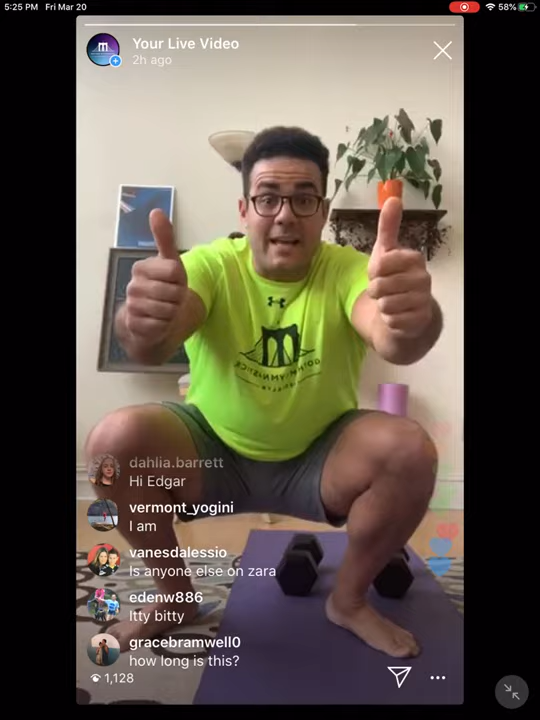 5:25 PM Fri Mar 20
58%
Your Live Video
2h ago
dahlia.barrett
Hi Edgar
vermont_yogini
I am
vanesdalessio
Is anyone else on zara
edenw886
Itty bitty
gracebramwell0
how long is this?
1,128